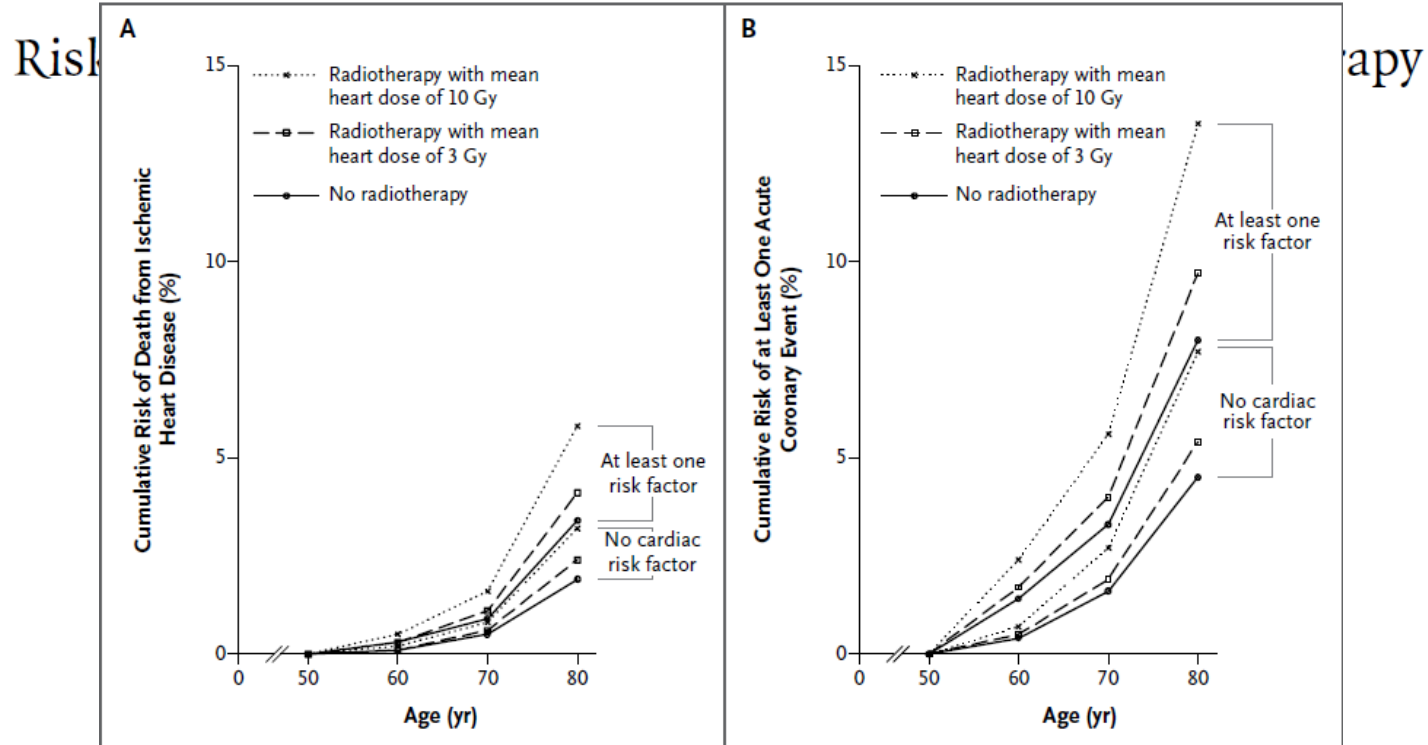 Risk
apy
A
15
10
5
0
Cumulative Risk of Death from Ischemic
Heart Disease (%)
Radiotherapy with mean
heart dose of 10 Gy
Radiotherapy with mean
heart dose of 3 Gy
No radiotherapy
At least one
risk factor
No cardiac
risk factor
0 50 60 70 80
Age (yr)
B
15
10
5
0
Cumulative Risk of at Least One Acute
Coronary Event (%)
Radiotherapy with mean
heart dose of 10 Gy
Radiotherapy with mean
heart dose of 3 Gy
No radiotherapy
At least one
risk factor
No cardiac
risk factor
0 50 60 70 80
Age (yr)